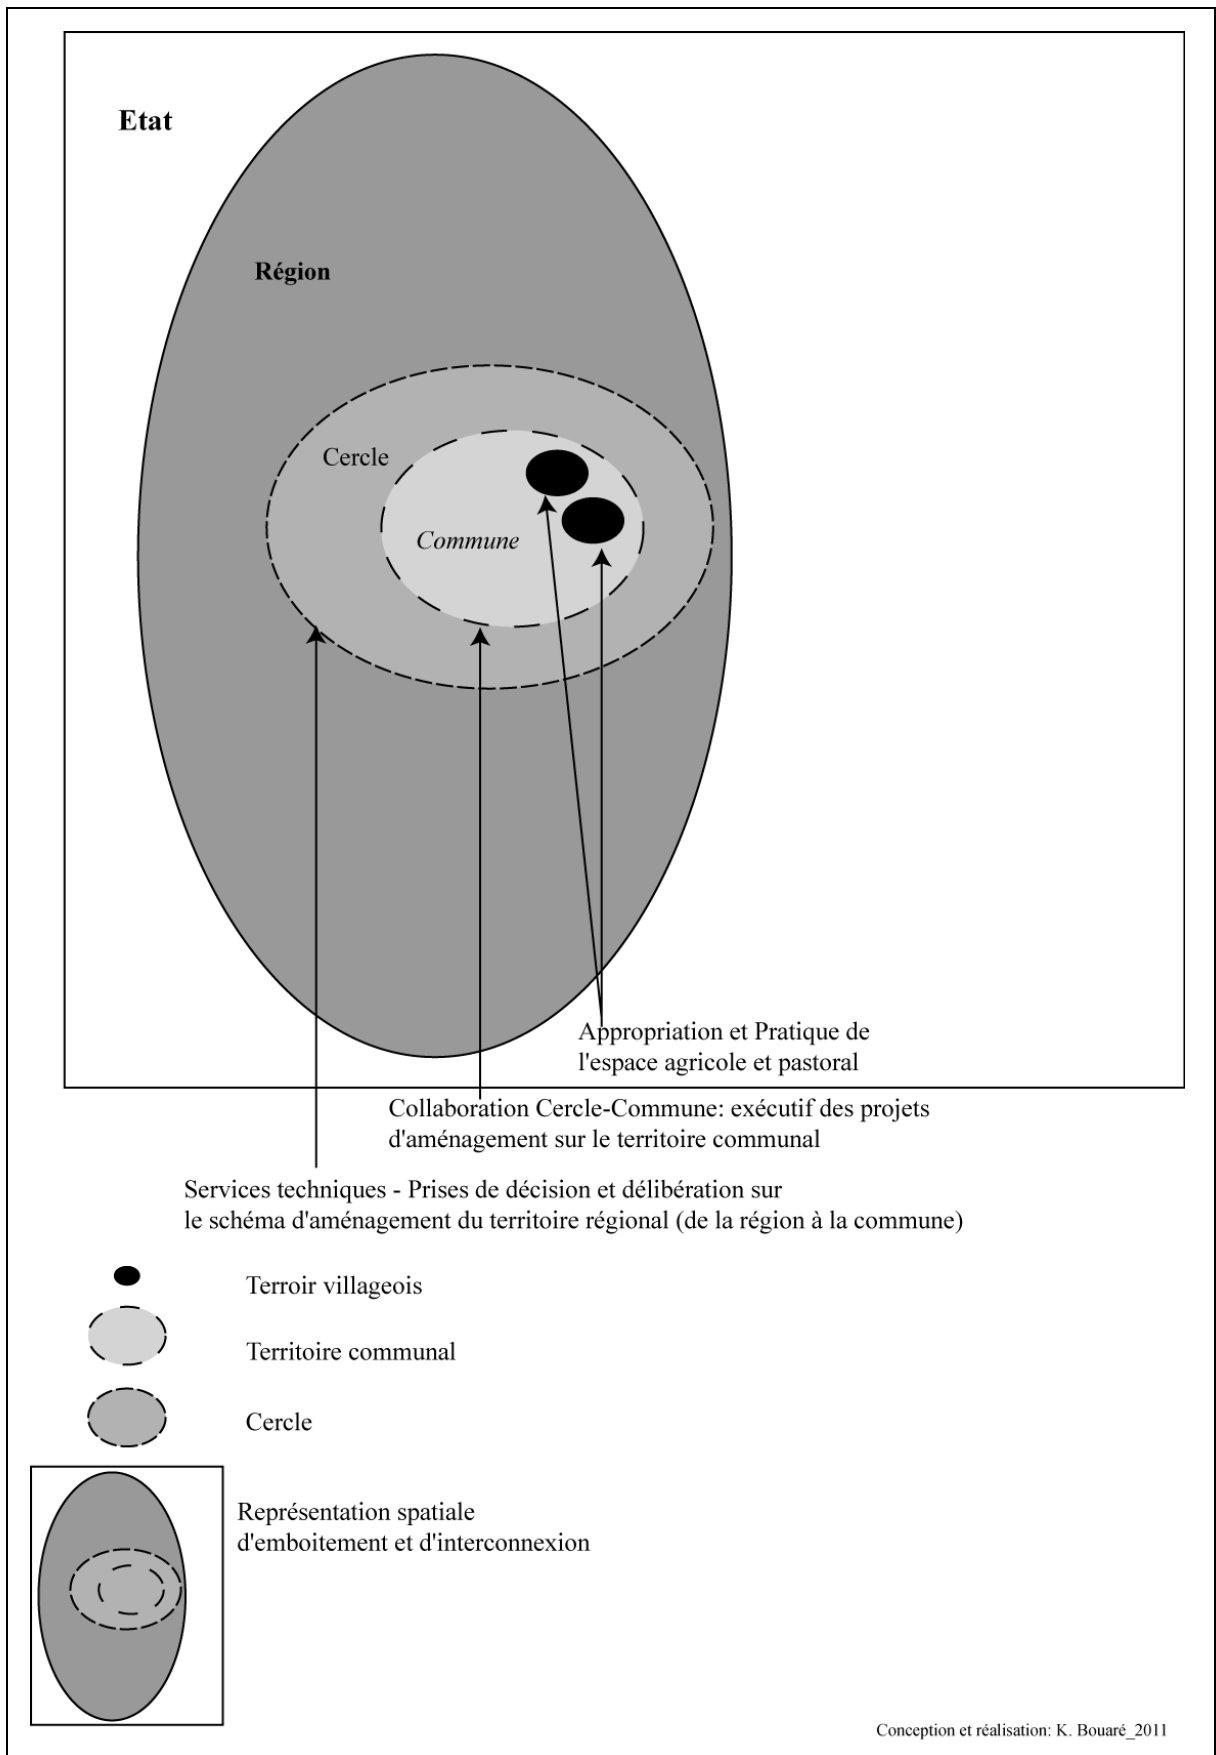 Etat
Région
Cercle
Commune
Appropriation et Pratique de
l'espace agricole et pastoral
Collaboration Cercle-Commune: exécutif des projets
d'aménagement sur le territoire communal
Services techniques - Prises de décision et délibération sur
le schéma d'aménagement du territoire régional (de la région à la commune)
Terroir villageois
Territoire communal
Cercle
Représentation spatiale
d'emboitement et d'interconnexion
Conception et réalisation: K. Bouaré_2011